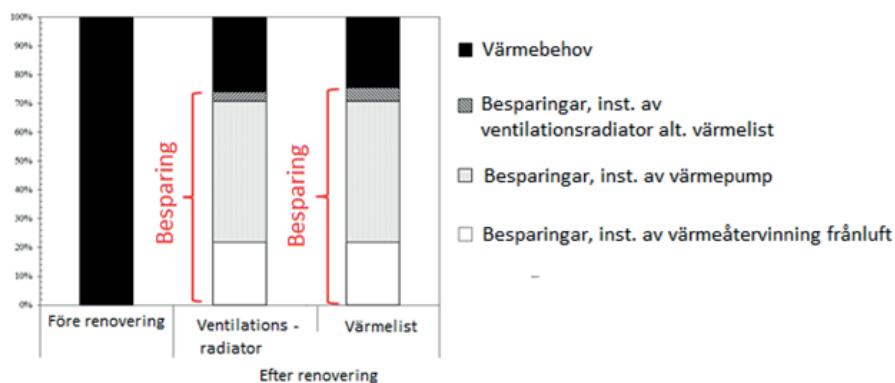 100%
90%
80%
70%
60%
50%
40%
30%
20%
10%
0%
Besparing
Besparing
Före renovering
Ventilations -
radiator
Värmelist
Efter renovering
Värmebehov
Besparingar, inst. av
ventilationsradiator alt. värmelist
Besparingar, inst. av värmepump
Besparingar, inst. av värmeåtervinning frånluft